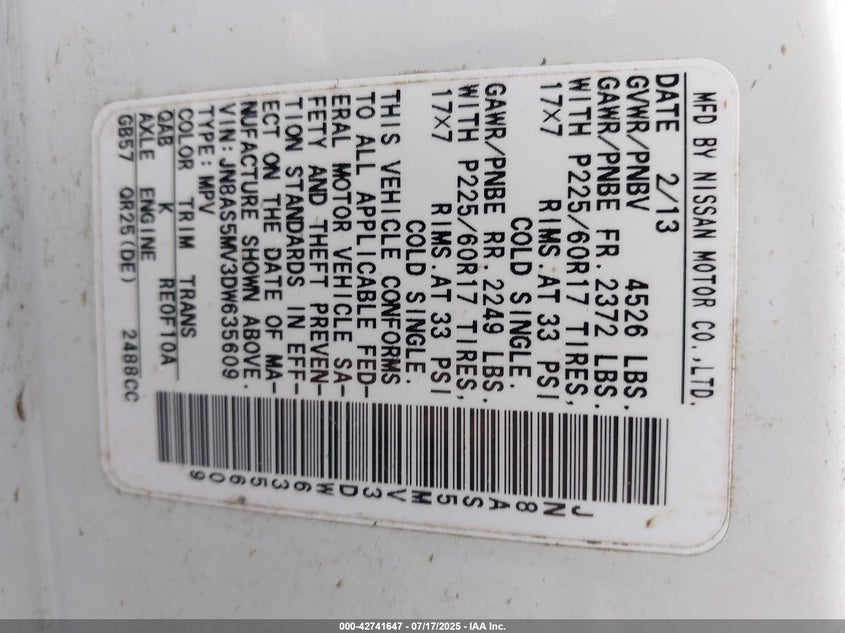 MFD BY NISSAN MOTOR CO.,LTD.
DATE 2/13
GVWR/PNBV 4526 LBS.
GAWR/PNBE FR. 2372 LBS.
WITH P225/60R17 TIRES,
17X7 RIMS.AT 33 PSI
COLD SINGLE.
GAWR/PNBE RR. 2249 LBS.
WITH P225/60R17 TIRES,
17X7 RIMS.AT 33 PSI
COLD SINGLE.
THIS VEHICLE CONFORMS
TO ALL APPLICABLE FED-
ERAL MOTOR VEHICLE SA-
FETY AND THEFT PREVEN-
TION STANDARDS IN EFF-
ECT ON THE DATE OF MA-
NUFACTURE SHOWN ABOVE.
VIN:JN8AS5MV3DW635609
TYPE:MPV
COLOR TRIM TRANS
QAB K RE0F10A
AXLE ENGINE
GB57 QR25(DE) 2488CC
JN8AS5MV3DW635609
000-42741647 - 07/17/2025 - IAA Inc.